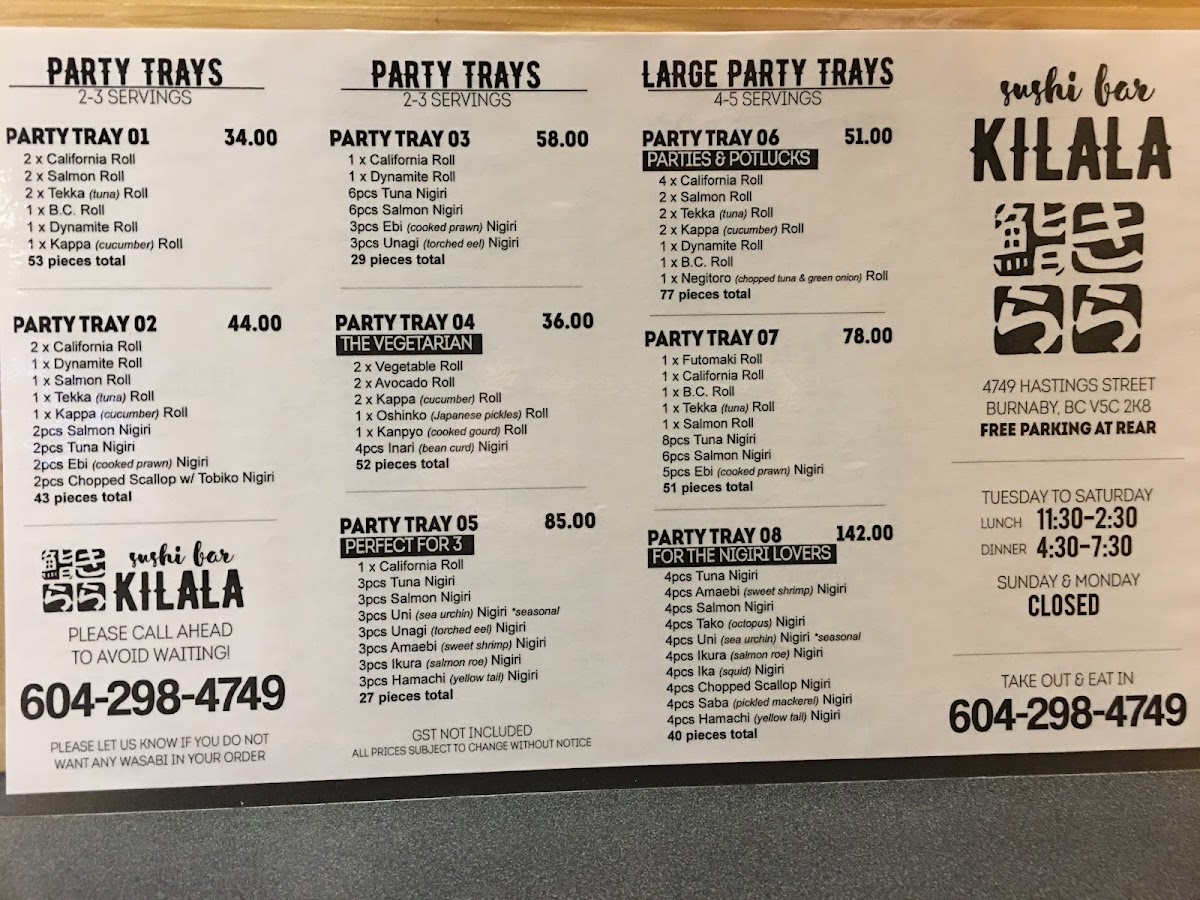 PARTY TRAYS
2-3 SERVINGS
PARTY TRAY 01 34.00
2 x California Roll
2 x Salmon Roll
2 x Tekka (tuna) Roll
1 x B.C. Roll
1 x Dynamite Roll
1 x Kappa (cucumber) Roll
53 pieces total
PARTY TRAY 02 44.00
2 x California Roll
1 x Dynamite Roll
1 x Salmon Roll
1 x Tekka (tuna) Roll
1 x Kappa (cucumber) Roll
2pcs Salmon Nigiri
2pcs Tuna Nigiri
2pcs Ebi (cooked prawn) Nigiri
2pcs Chopped Scallop w/ Tobiko Nigiri
43 pieces total
sushi bar
KILALA
PLEASE CALL AHEAD
TO AVOID WAITING!
604-298-4749
PLEASE LET US KNOW IF YOU DO NOT
WANT ANY WASABI IN YOUR ORDER
PARTY TRAYS
2-3 SERVINGS
PARTY TRAY 03 58.00
1 x California Roll
1 x Dynamite Roll
6pcs Tuna Nigiri
6pcs Salmon Nigiri
3pcs Ebi (cooked prawn) Nigiri
3pcs Unagi (torched eel) Nigiri
29 pieces total
PARTY TRAY 04 36.00
THE VEGETARIAN
2 x Vegetable Roll
2 x Avocado Roll
2 x Kappa (cucumber) Roll
1 x Oshinko (Japanese pickles) Roll
1 x Kanpyo (cooked gourd) Roll
4pcs Inari (bean curd) Nigiri
52 pieces total
PARTY TRAY 05 85.00
PERFECT FOR 3
1 x California Roll
3pcs Tuna Nigiri
3pcs Salmon Nigiri
3pcs Uni (sea urchin) Nigiri *seasonal
3pcs Unagi (torched eel) Nigiri
3pcs Amaebi (sweet shrimp) Nigiri
3pcs Ikura (salmon roe) Nigiri
3pcs Hamachi (yellow tail) Nigiri
27 pieces total
GST NOT INCLUDED
ALL PRICES SUBJECT TO CHANGE WITHOUT NOTICE
LARGE PARTY TRAYS
4-5 SERVINGS
PARTY TRAY 06 51.00
PARTIES & POTLUCKS
4 x California Roll
2 x Salmon Roll
2 x Tekka (tuna) Roll
2 x Kappa (cucumber) Roll
1 x Dynamite Roll
1 x B.C. Roll
1 x Negitoro (chopped tuna & green onion) Roll
77 pieces total
PARTY TRAY 07 78.00
1 x Futomaki Roll
1 x California Roll
1 x B.C. Roll
1 x Tekka (tuna) Roll
1 x Salmon Roll
8pcs Tuna Nigiri
6pcs Salmon Nigiri
5pcs Ebi (cooked prawn) Nigiri
51 pieces total
PARTY TRAY 08 142.00
FOR THE NIGIRI LOVERS
4pcs Tuna Nigiri
4pcs Amaebi (sweet shrimp) Nigiri
4pcs Salmon Nigiri
4pcs Tako (octopus) Nigiri
4pcs Uni (sea urchin) Nigiri *seasonal
4pcs Ikura (salmon roe) Nigiri
4pcs Ika (squid) Nigiri
4pcs Chopped Scallop Nigiri
4pcs Saba (pickled mackerel) Nigiri
4pcs Hamachi (yellow tail) Nigiri
40 pieces total
sushi bar
KILALA
4749 HASTINGS STREET
BURNABY, BC V5C 2K8
FREE PARKING AT REAR
TUESDAY TO SATURDAY
LUNCH 11:30-2:30
DINNER 4:30-7:30
SUNDAY & MONDAY
CLOSED
TAKE OUT & EAT IN
604-298-4749